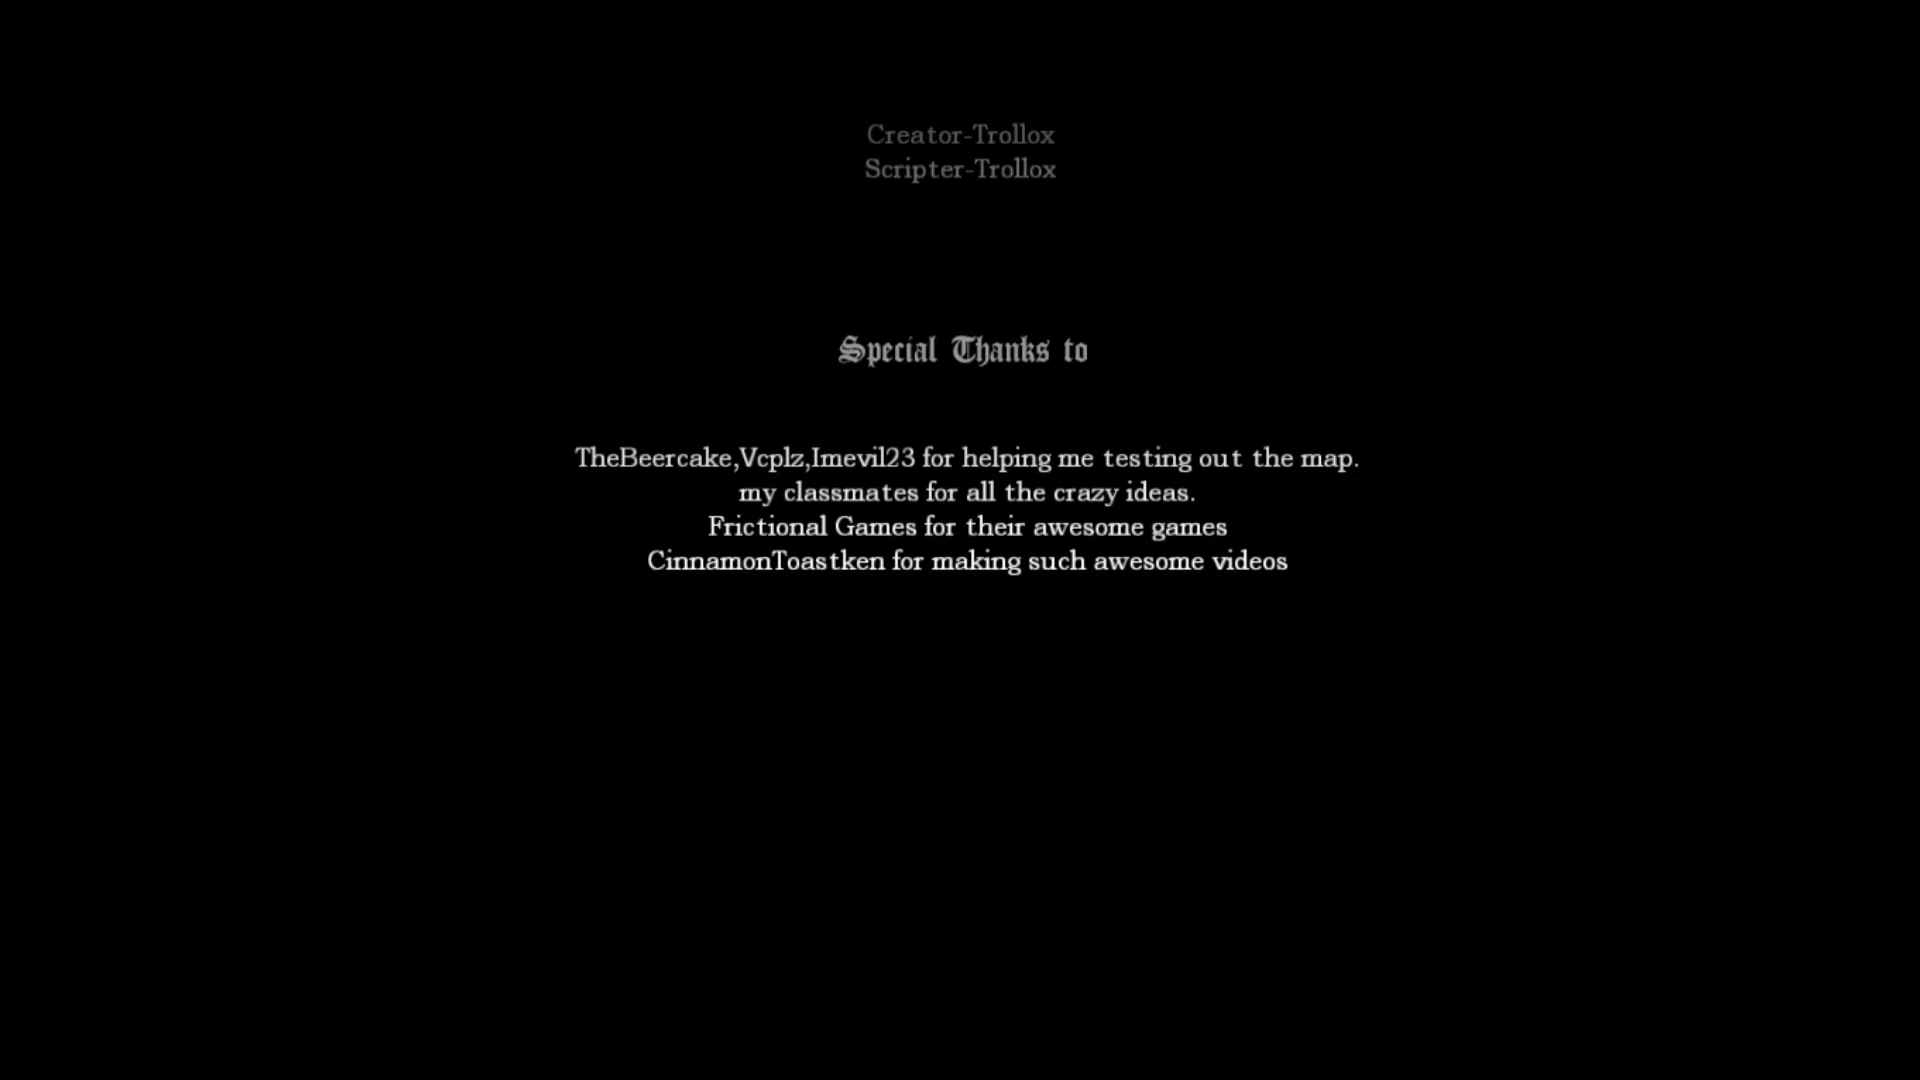 Creator-Trollox
Scripter-Trollox
Special Thanks to
TheBeercake,Vcplz,Imevil23 for helping me testing out the map.
my classmates for all the crazy ideas.
Frictional Games for their awesome games
CinnamonToastken for making such awesome videos